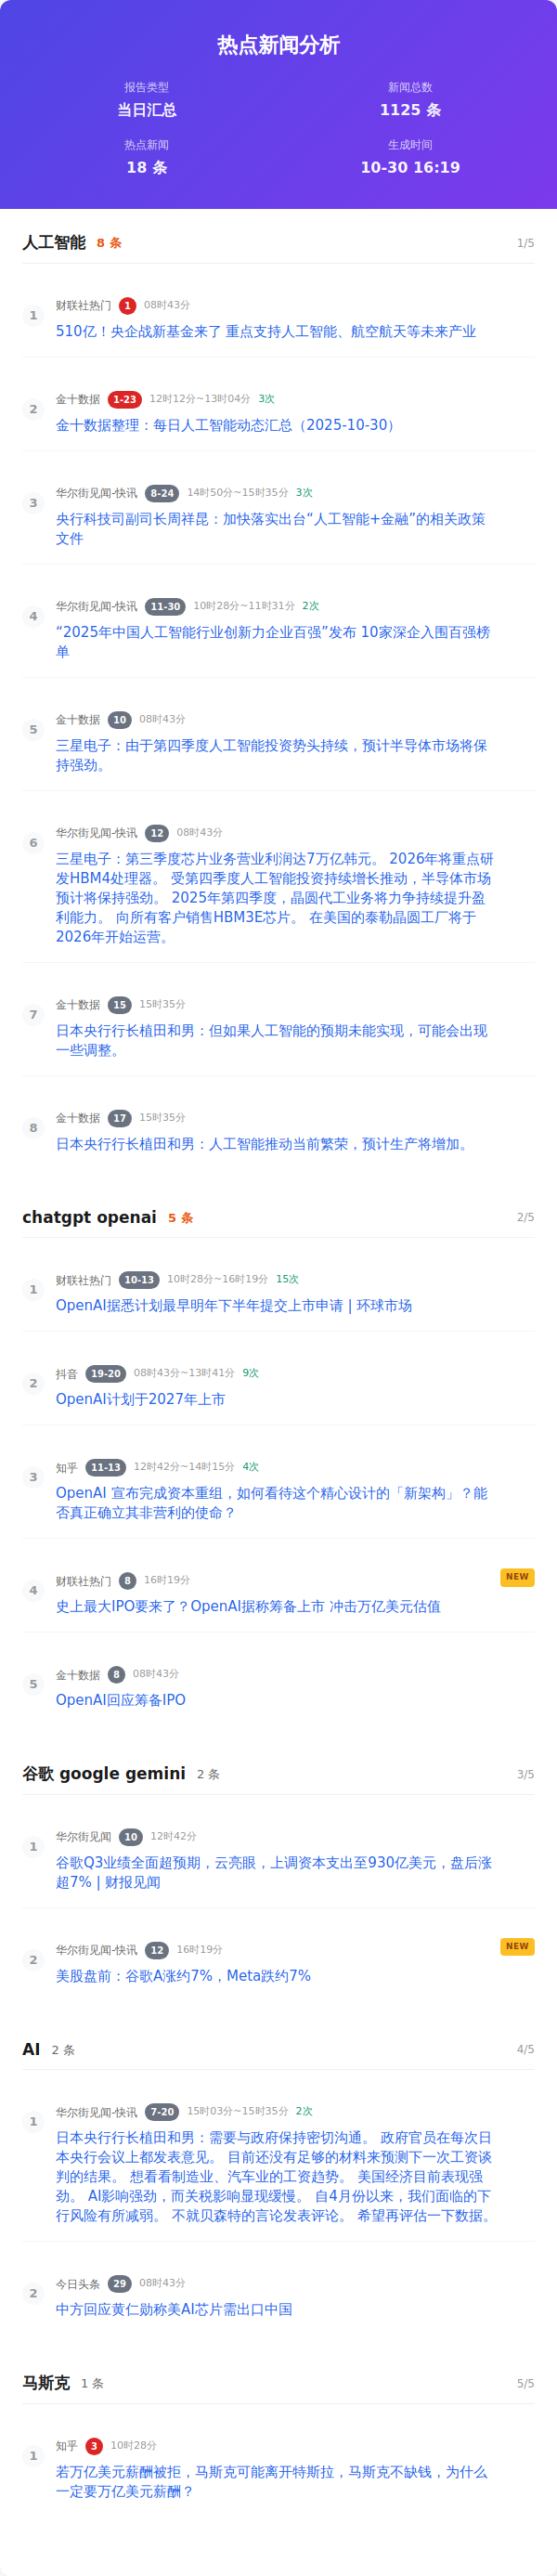 热点新闻分析
报告类型
当日汇总
新闻总数
1125 条
热点新闻
18 条
生成时间
10-30 16:19
人工智能 8 条 1/5
1 财联社热门 1 08时43分
510亿！央企战新基金来了 重点支持人工智能、航空航天等未来产业
2 金十数据 1-23 12时12分~13时04分 3次
金十数据整理：每日人工智能动态汇总（2025-10-30）
3 华尔街见闻-快讯 8-24 14时50分~15时35分 3次
央行科技司副司长周祥昆：加快落实出台“人工智能+金融”的相关政策
文件
4 华尔街见闻-快讯 11-30 10时28分~11时31分 2次
“2025年中国人工智能行业创新力企业百强”发布 10家深企入围百强榜
单
5 金十数据 10 08时43分
三星电子：由于第四季度人工智能投资势头持续，预计半导体市场将保
持强劲。
6 华尔街见闻-快讯 12 08时43分
三星电子：第三季度芯片业务营业利润达7万亿韩元。 2026年将重点研
发HBM4处理器。 受第四季度人工智能投资持续增长推动，半导体市场
预计将保持强劲。 2025年第四季度，晶圆代工业务将力争持续提升盈
利能力。 向所有客户销售HBM3E芯片。 在美国的泰勒晶圆工厂将于
2026年开始运营。
7 金十数据 15 15时35分
日本央行行长植田和男：但如果人工智能的预期未能实现，可能会出现
一些调整。
8 金十数据 17 15时35分
日本央行行长植田和男：人工智能推动当前繁荣，预计生产将增加。
chatgpt openai 5 条 2/5
1 财联社热门 10-13 10时28分~16时19分 15次
OpenAI据悉计划最早明年下半年提交上市申请 | 环球市场
2 抖音 19-20 08时43分~13时41分 9次
OpenAI计划于2027年上市
3 知乎 11-13 12时42分~14时15分 4次
OpenAI 宣布完成资本重组，如何看待这个精心设计的「新架构」？能
否真正确立其非营利的使命？
4 财联社热门 8 16时19分 NEW
史上最大IPO要来了？OpenAI据称筹备上市 冲击万亿美元估值
5 金十数据 8 08时43分
OpenAI回应筹备IPO
谷歌 google gemini 2 条 3/5
1 华尔街见闻 10 12时42分
谷歌Q3业绩全面超预期，云亮眼，上调资本支出至930亿美元，盘后涨
超7% | 财报见闻
2 华尔街见闻-快讯 12 16时19分 NEW
美股盘前：谷歌A涨约7%，Meta跌约7%
AI 2 条 4/5
1 华尔街见闻-快讯 7-20 15时03分~15时35分 2次
日本央行行长植田和男：需要与政府保持密切沟通。 政府官员在每次日
本央行会议上都发表意见。 目前还没有足够的材料来预测下一次工资谈
判的结果。 想看看制造业、汽车业的工资趋势。 美国经济目前表现强
劲。 AI影响强劲，而关税影响显现缓慢。 自4月份以来，我们面临的下
行风险有所减弱。 不就贝森特的言论发表评论。 希望再评估一下数据。
2 今日头条 29 08时43分
中方回应黄仁勋称美AI芯片需出口中国
马斯克 1 条 5/5
1 知乎 3 10时28分
若万亿美元薪酬被拒，马斯克可能离开特斯拉，马斯克不缺钱，为什么
一定要万亿美元薪酬？